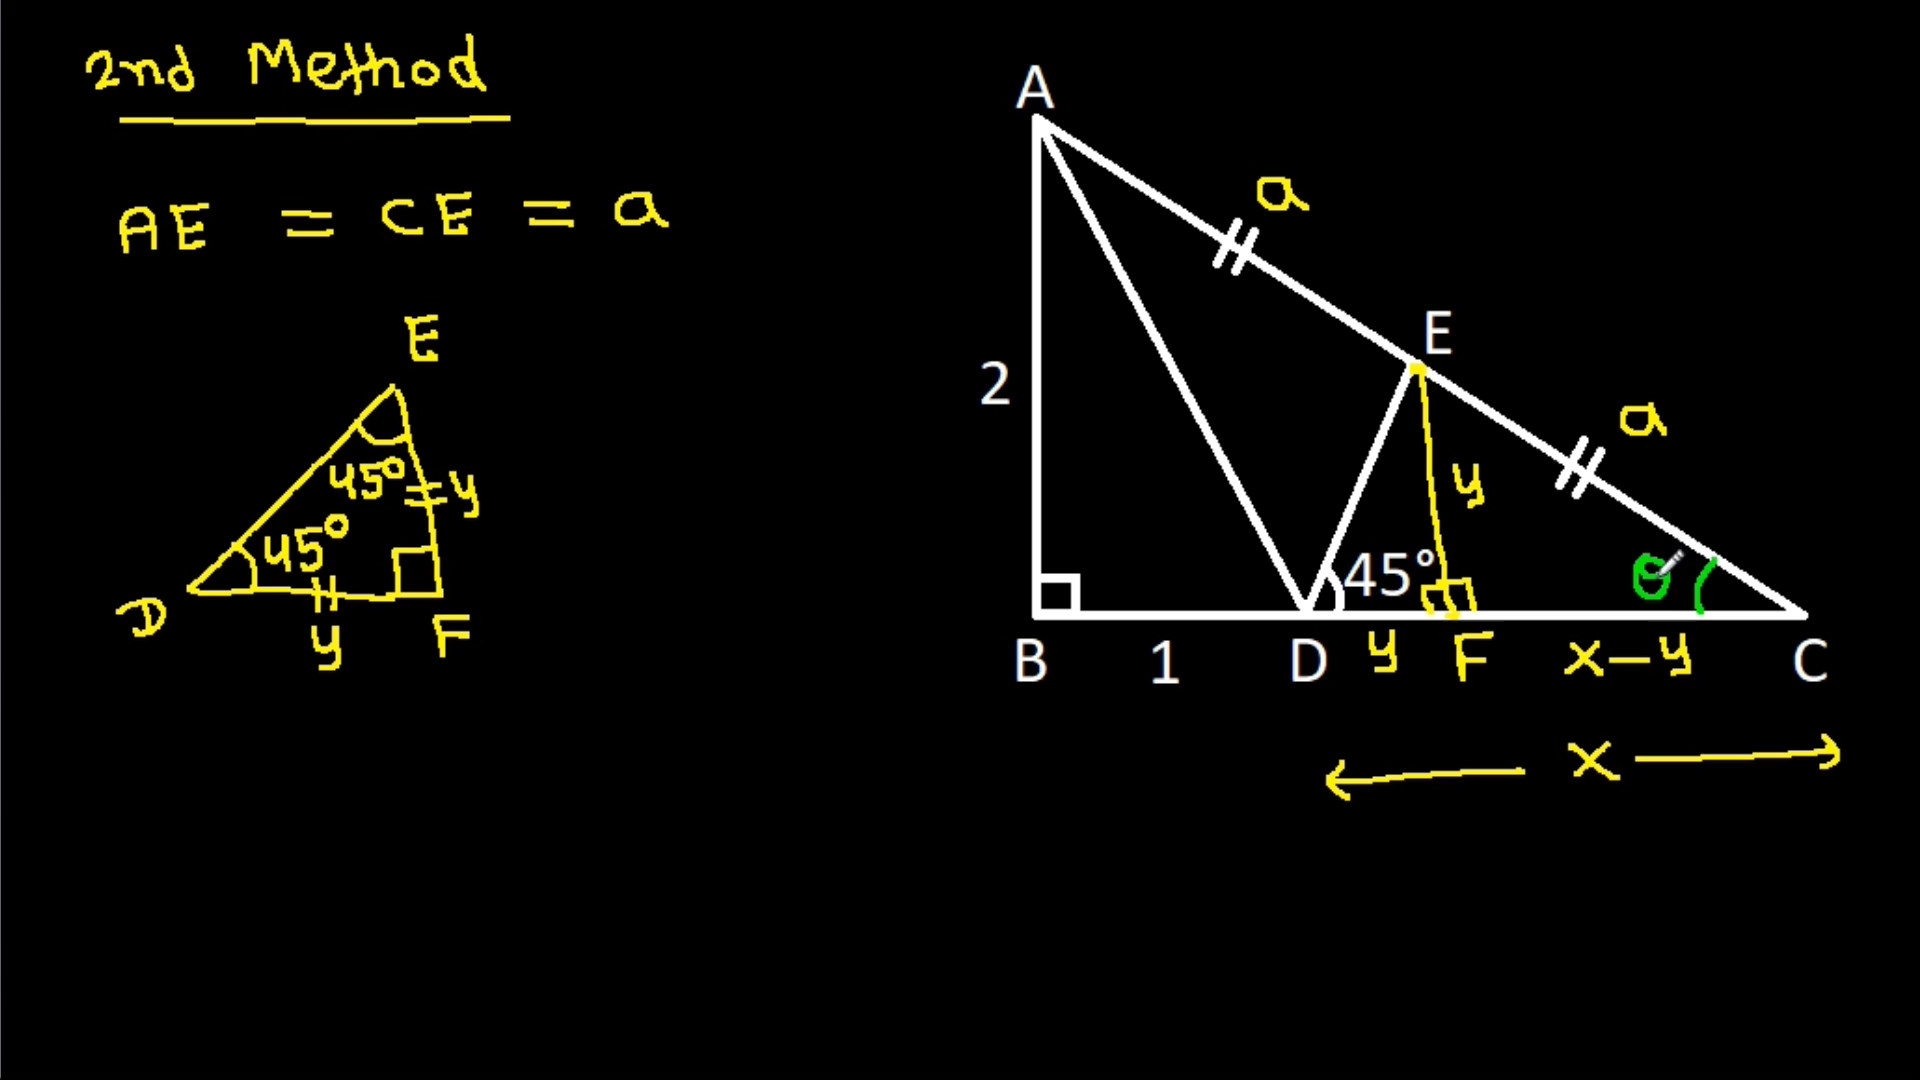 2nd Method
AE = CE = a
E
45°
45°
y
D
y
F
A
a
E
2
a
y
45°
θ
B
1
D
y
F
x-y
C
x